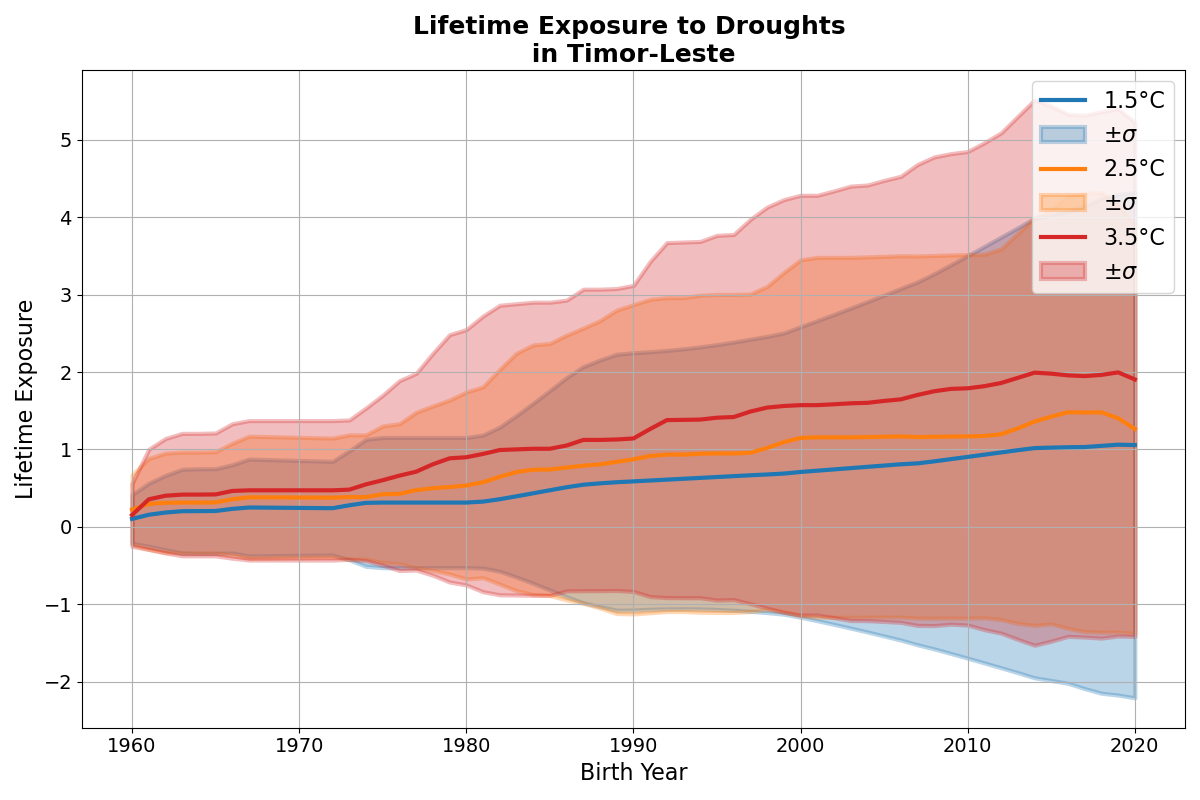 Lifetime Exposure to Droughts
in Timor-Leste
Lifetime Exposure
5
4
3
2
1
0
−1
−2
1960 1970 1980 1990 2000 2010 2020
Birth Year
1.5°C
±σ
2.5°C
±σ
3.5°C
±σ